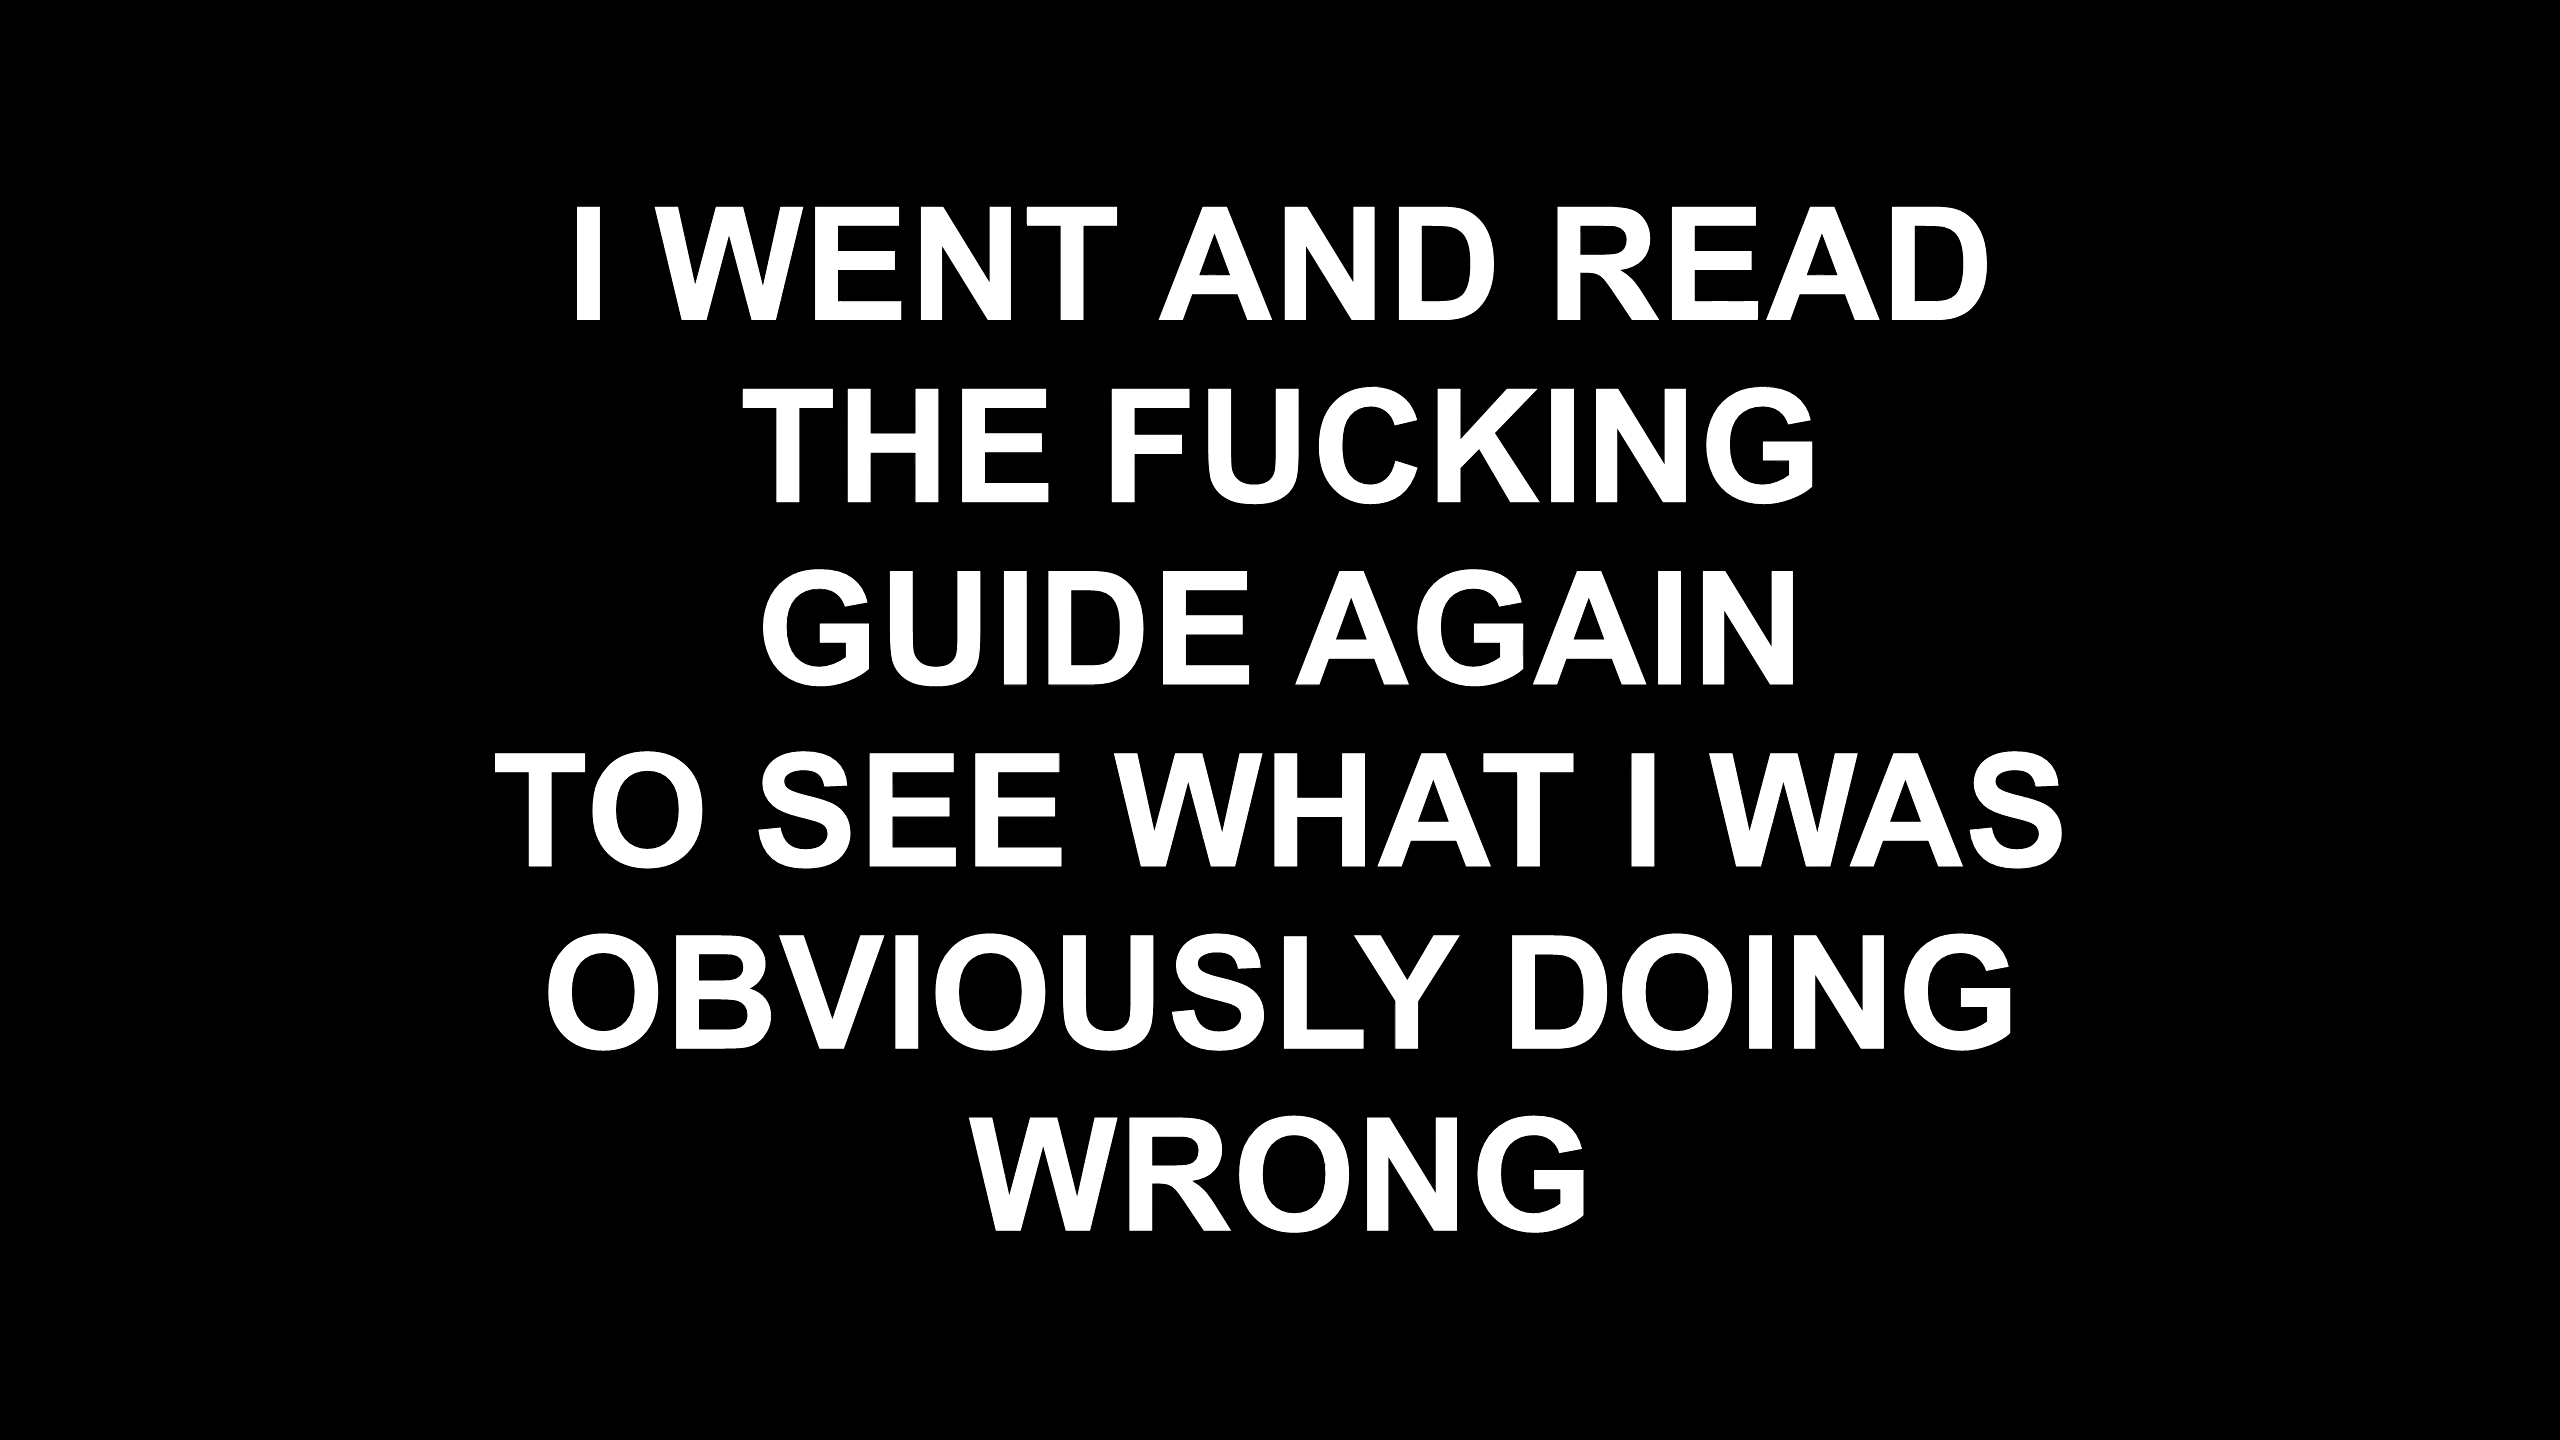 I WENT AND READ
THE FUCKING
GUIDE AGAIN
TO SEE WHAT I WAS
OBVIOUSLY DOING
WRONG